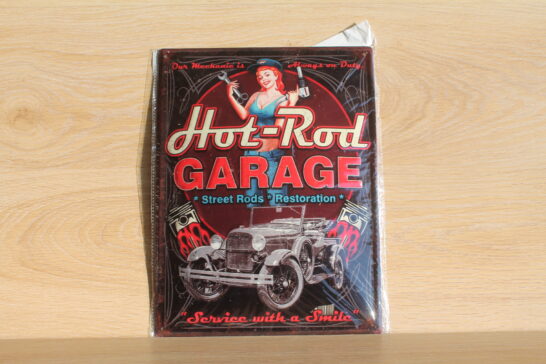 Our Mechanic is Always on Duty
Hot-Rod
GARAGE
* Street Rods * Restoration *
"Service with a Smile"